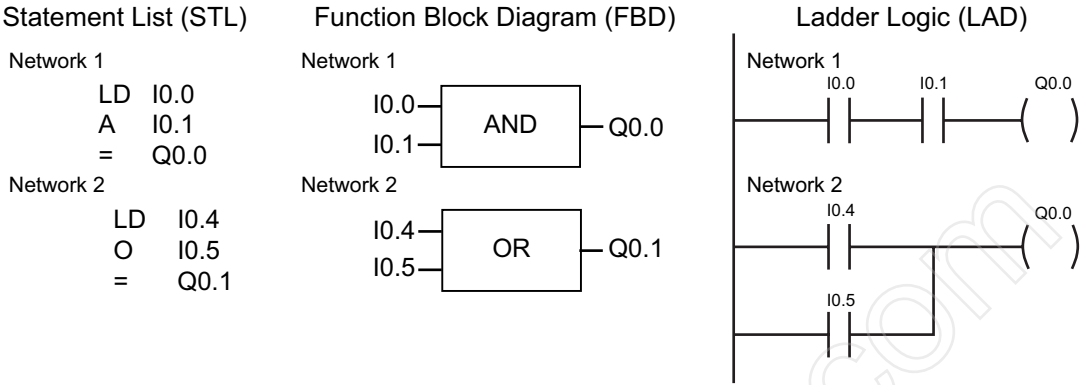 Statement List (STL)
Network 1
LD I0.0
A I0.1
= Q0.0
Network 2
LD I0.4
O I0.5
= Q0.1
Function Block Diagram (FBD)
Network 1
I0.0
I0.1
AND
Q0.0
Network 2
I0.4
I0.5
OR
Q0.1
Ladder Logic (LAD)
Network 1
I0.0 I0.1 Q0.0
Network 2
I0.4 Q0.0
I0.5
com